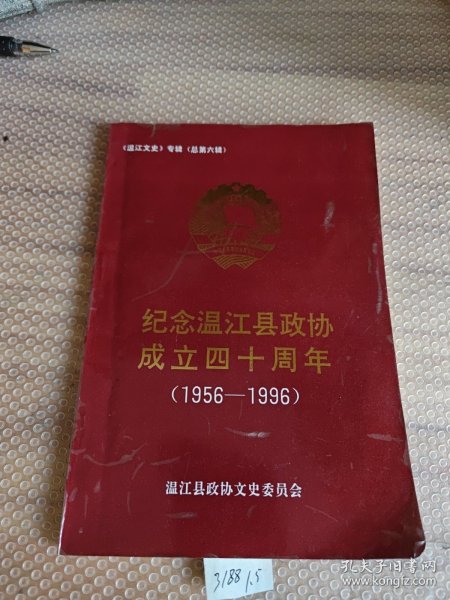 《温江文史》专辑（总第六辑）
纪念温江县政协
成立四十周年
（1956—1996）
温江县政协文史委员会
3188 1.5
孔夫子旧书网
www.kongfz.com